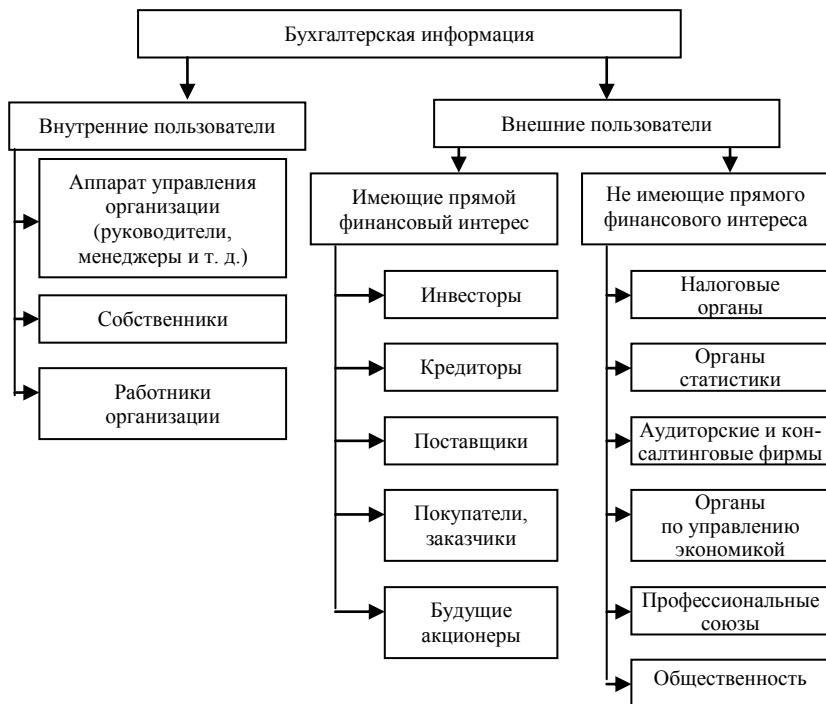 Бухгалтерская информация
Внутренние пользователи
Аппарат управления
организации
(руководители,
менеджеры и т. д.)
Собственники
Работники
организации
Внешние пользователи
Имеющие прямой
финансовый интерес
Инвесторы
Кредиторы
Поставщики
Покупатели,
заказчики
Будущие
акционеры
Не имеющие прямого
финансового интереса
Налоговые
органы
Органы
статистики
Аудиторские и кон-
салтинговые фирмы
Органы
по управлению
экономикой
Профессиональные
союзы
Общественность